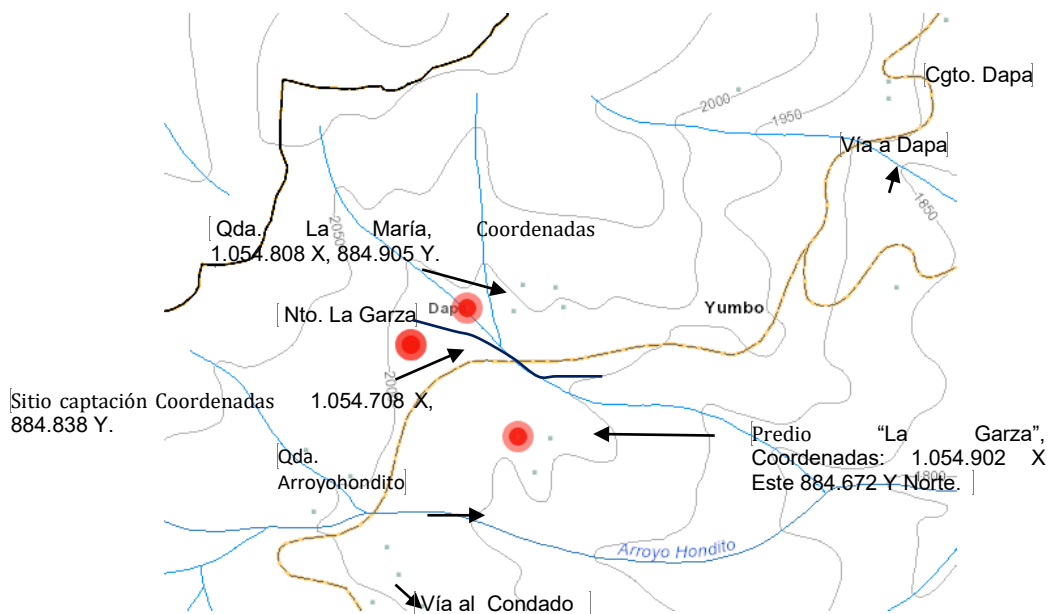 Cgto. Dapa
2000
1950
Vía a Dapa
1850
2050
Qda. La María, Coordenadas
1.054.808 X, 884.905 Y.
Nto. La Garza
Yumbo
Sitio captación Coordenadas 1.054.708 X,
884.838 Y.
Qda.
Arroyohondito
Predio “La Garza”,
Coordenadas: 1.054.902 X
Este 884.672 Y Norte.
1800
Arroyo Hondito
Vía al Condado